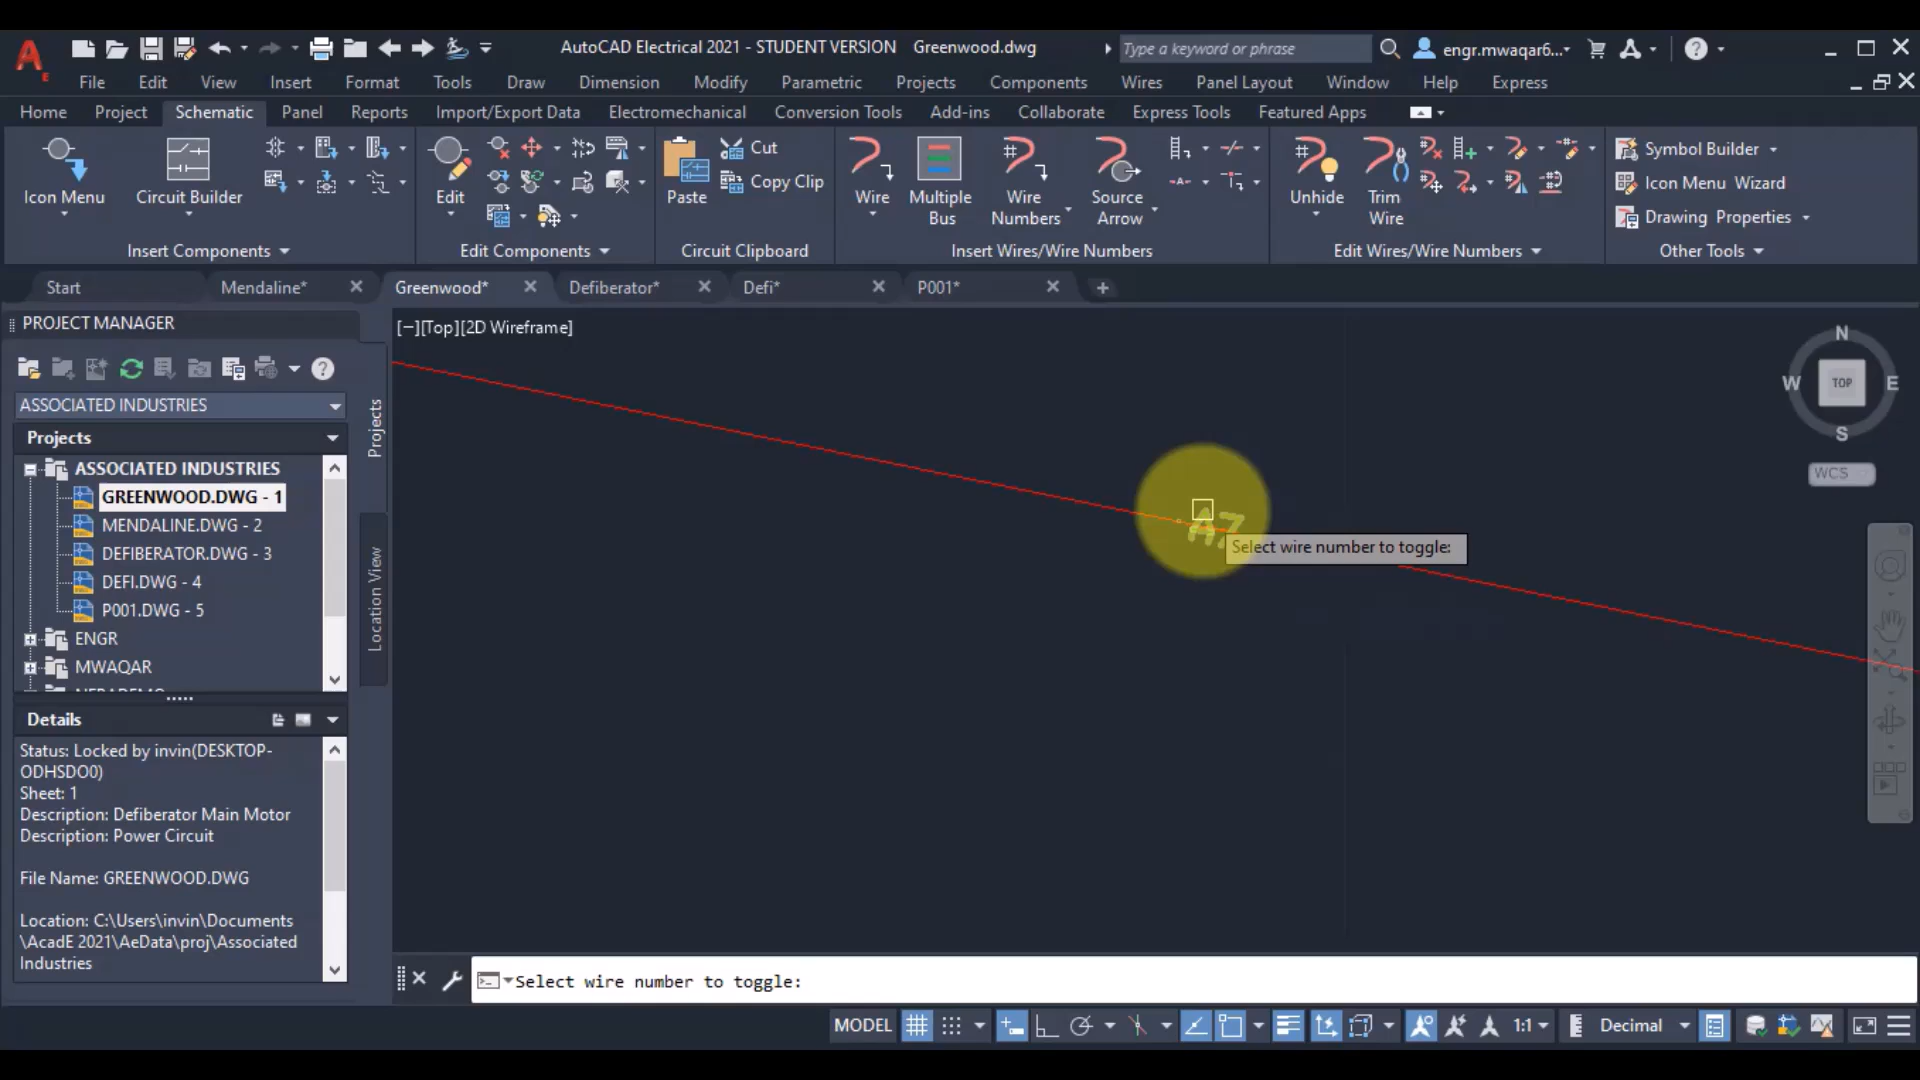 AutoCAD Electrical 2021 - STUDENT VERSION Greenwood.dwg Type a keyword or phrase engr.mwaqar6...
File Edit View Insert Format Tools Draw Dimension Modify Parametric Projects Components Wires Panel Layout Window Help Express
Home Project Schematic Panel Reports Import/Export Data Electromechanical Conversion Tools Add-ins Collaborate Express Tools Featured Apps
Icon Menu Circuit Builder Edit Paste Cut Copy Clip Wire Multiple Bus Wire Numbers Source Arrow Unhide Trim Wire Symbol Builder Icon Menu Wizard Drawing Properties
Insert Components Edit Components Circuit Clipboard Insert Wires/Wire Numbers Edit Wires/Wire Numbers Other Tools
Start Mendaline* Greenwood* Defiberator* Defi* P001*
PROJECT MANAGER
[−][Top][2D Wireframe]
N
W TOP E
S
WCS
ASSOCIATED INDUSTRIES
Projects
Projects
Location View
ASSOCIATED INDUSTRIES
GREENWOOD.DWG - 1
MENDALINE.DWG - 2
DEFIBERATOR.DWG - 3
DEFI.DWG - 4
P001.DWG - 5
ENGR
MWAQAR
A7
Select wire number to toggle:
Details
Status: Locked by invin(DESKTOP-
ODHSDO0)
Sheet: 1
Description: Defiberator Main Motor
Description: Power Circuit
File Name: GREENWOOD.DWG
Location: C:\Users\invin\Documents
\AcadE 2021\AeData\proj\Associated
Industries
Select wire number to toggle:
MODEL 1:1 Decimal